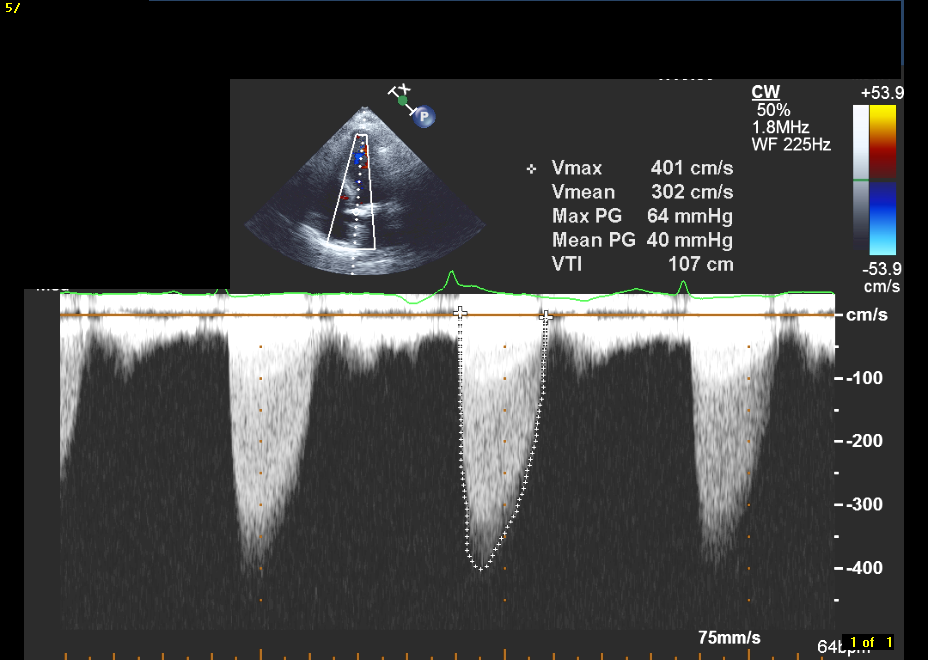 5/
CW
50%
1.8MHz
WF 225Hz
+53.9
-53.9
cm/s
TX
P
Vmax 401 cm/s
Vmean 302 cm/s
Max PG 64 mmHg
Mean PG 40 mmHg
VTI 107 cm
cm/s
-100
-200
-300
-400
75mm/s
64bpm
1 of 1